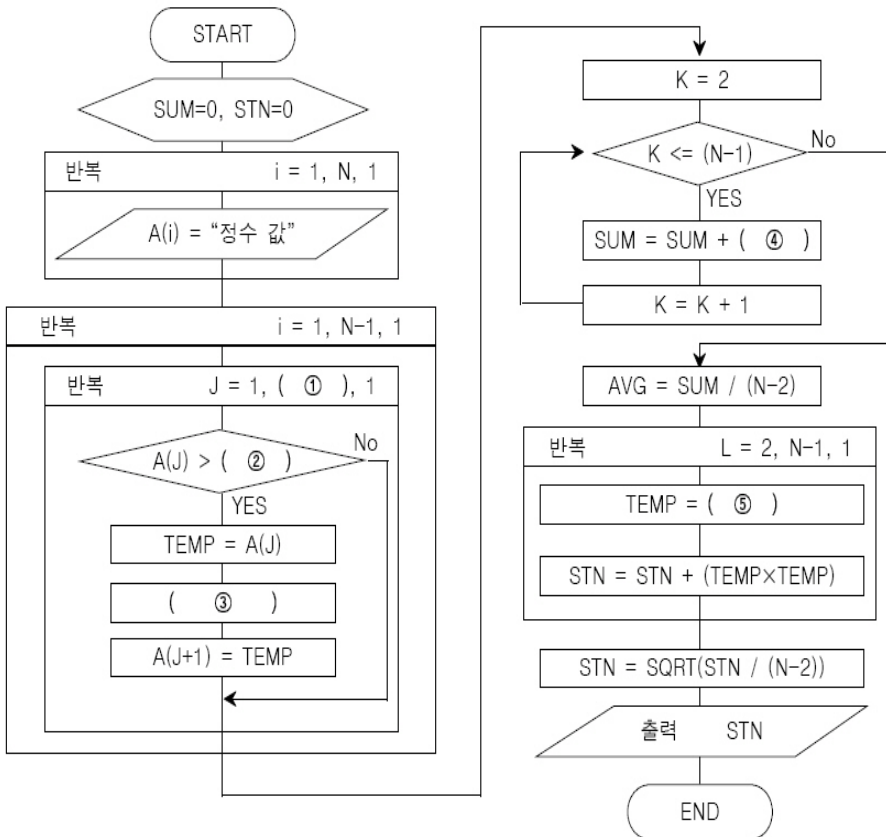 START
SUM=0, STN=0
반복 i = 1, N, 1
A(i) = “정수 값”
반복 i = 1, N-1, 1
반복 J = 1, ( ① ), 1
A(J) > ( ② )
No
YES
TEMP = A(J)
( ③ )
A(J+1) = TEMP
K = 2
K <= (N-1)
No
YES
SUM = SUM + ( ④ )
K = K + 1
AVG = SUM / (N-2)
반복 L = 2, N-1, 1
TEMP = ( ⑤ )
STN = STN + (TEMP×TEMP)
STN = SQRT(STN / (N-2))
출력 STN
END